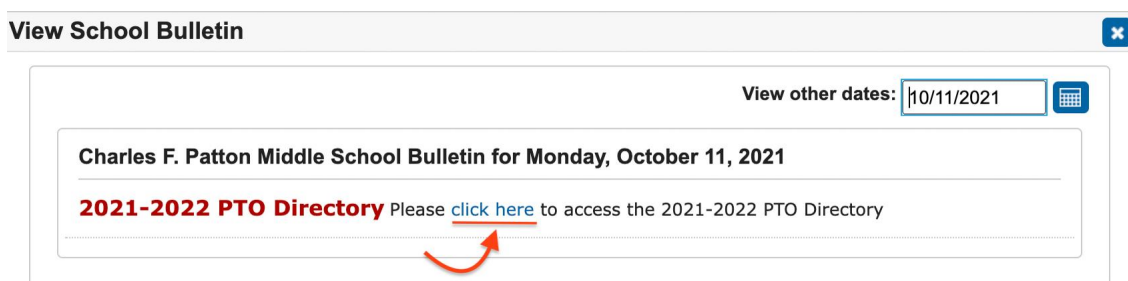 View School Bulletin
View other dates: 10/11/2021
Charles F. Patton Middle School Bulletin for Monday, October 11, 2021
2021-2022 PTO Directory Please click here to access the 2021-2022 PTO Directory